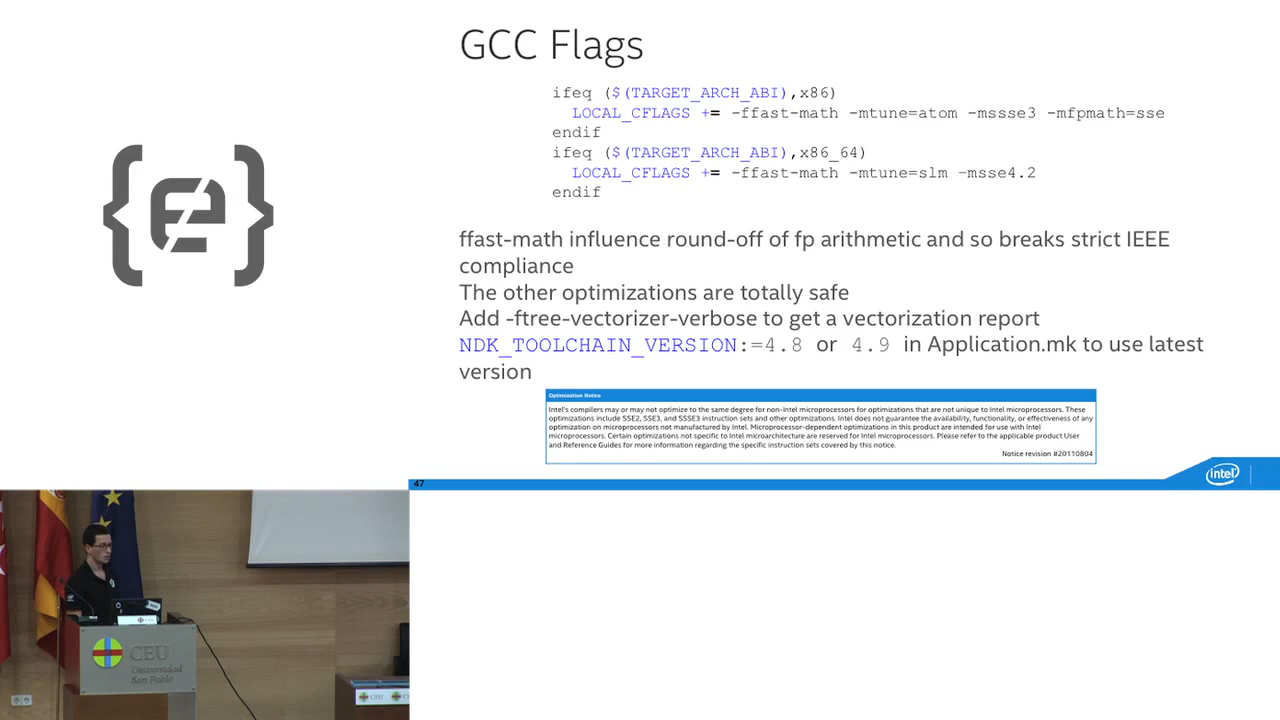 GCC Flags
ifeq ($(TARGET_ARCH_ABI),x86)
LOCAL_CFLAGS += -ffast-math -mtune=atom -mssse3 -mfpmath=sse
endif
ifeq ($(TARGET_ARCH_ABI),x86_64)
LOCAL_CFLAGS += -ffast-math -mtune=slm –msse4.2
endif
ffast-math influence round-off of fp arithmetic and so breaks strict IEEE
compliance
The other optimizations are totally safe
Add -ftree-vectorizer-verbose to get a vectorization report
NDK_TOOLCHAIN_VERSION:=4.8 or 4.9 in Application.mk to use latest
version
Optimization Notice
Intel's compilers may or may not optimize to the same degree for non-Intel microprocessors for optimizations that are not unique to Intel microprocessors. These
optimizations include SSE2, SSE3, and SSSE3 instruction sets and other optimizations. Intel does not guarantee the availability, functionality, or effectiveness of any
optimization on microprocessors not manufactured by Intel. Microprocessor-dependent optimizations in this product are intended for use with Intel
microprocessors. Certain optimizations not specific to Intel microarchitecture are reserved for Intel microprocessors. Please refer to the applicable product User
and Reference Guides for more information regarding the specific instruction sets covered by this notice.
Notice revision #20110804
47
intel
CEU
Universidad
San Pablo
CEU